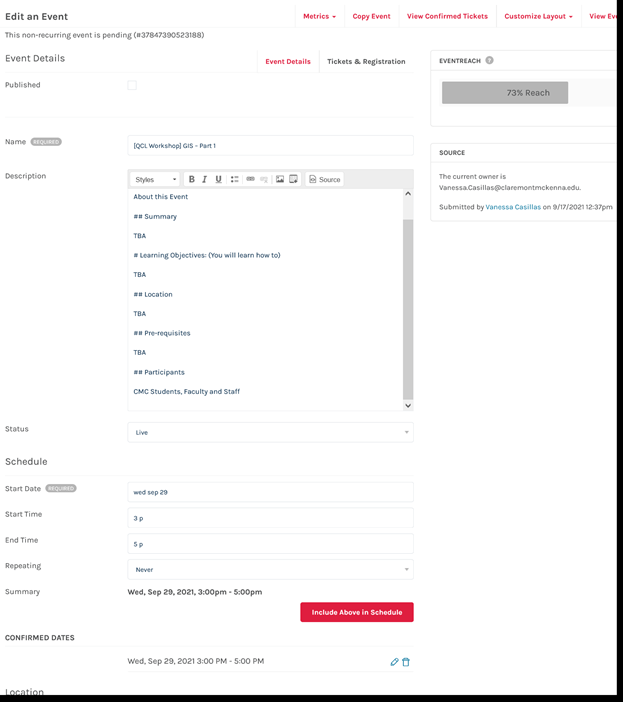 Edit an Event
Metrics
Copy Event
View Confirmed Tickets
Customize Layout
View Eve
This non-recurring event is pending (#37847390523188)
Event Details
Event Details
Tickets & Registration
Published
Name REQUIRED
[QCL Workshop] GIS - Part 1
Description
Styles
B I U
Source
About this Event
## Summary
TBA
# Learning Objectives: (You will learn how to)
TBA
## Location
TBA
## Pre-requisites
TBA
## Participants
CMC Students, Faculty and Staff
Status
Live
Schedule
Start Date REQUIRED
wed sep 29
Start Time
3 p
End Time
5 p
Repeating
Never
Summary
Wed, Sep 29, 2021, 3:00pm - 5:00pm
Include Above in Schedule
CONFIRMED DATES
Wed, Sep 29, 2021 3:00 PM - 5:00 PM
Location
EVENTREACH ?
73% Reach
SOURCE
The current owner is
Vanessa.Casillas@claremontmckenna.edu.
Submitted by Vanessa Casillas on 9/17/2021 12:37pm